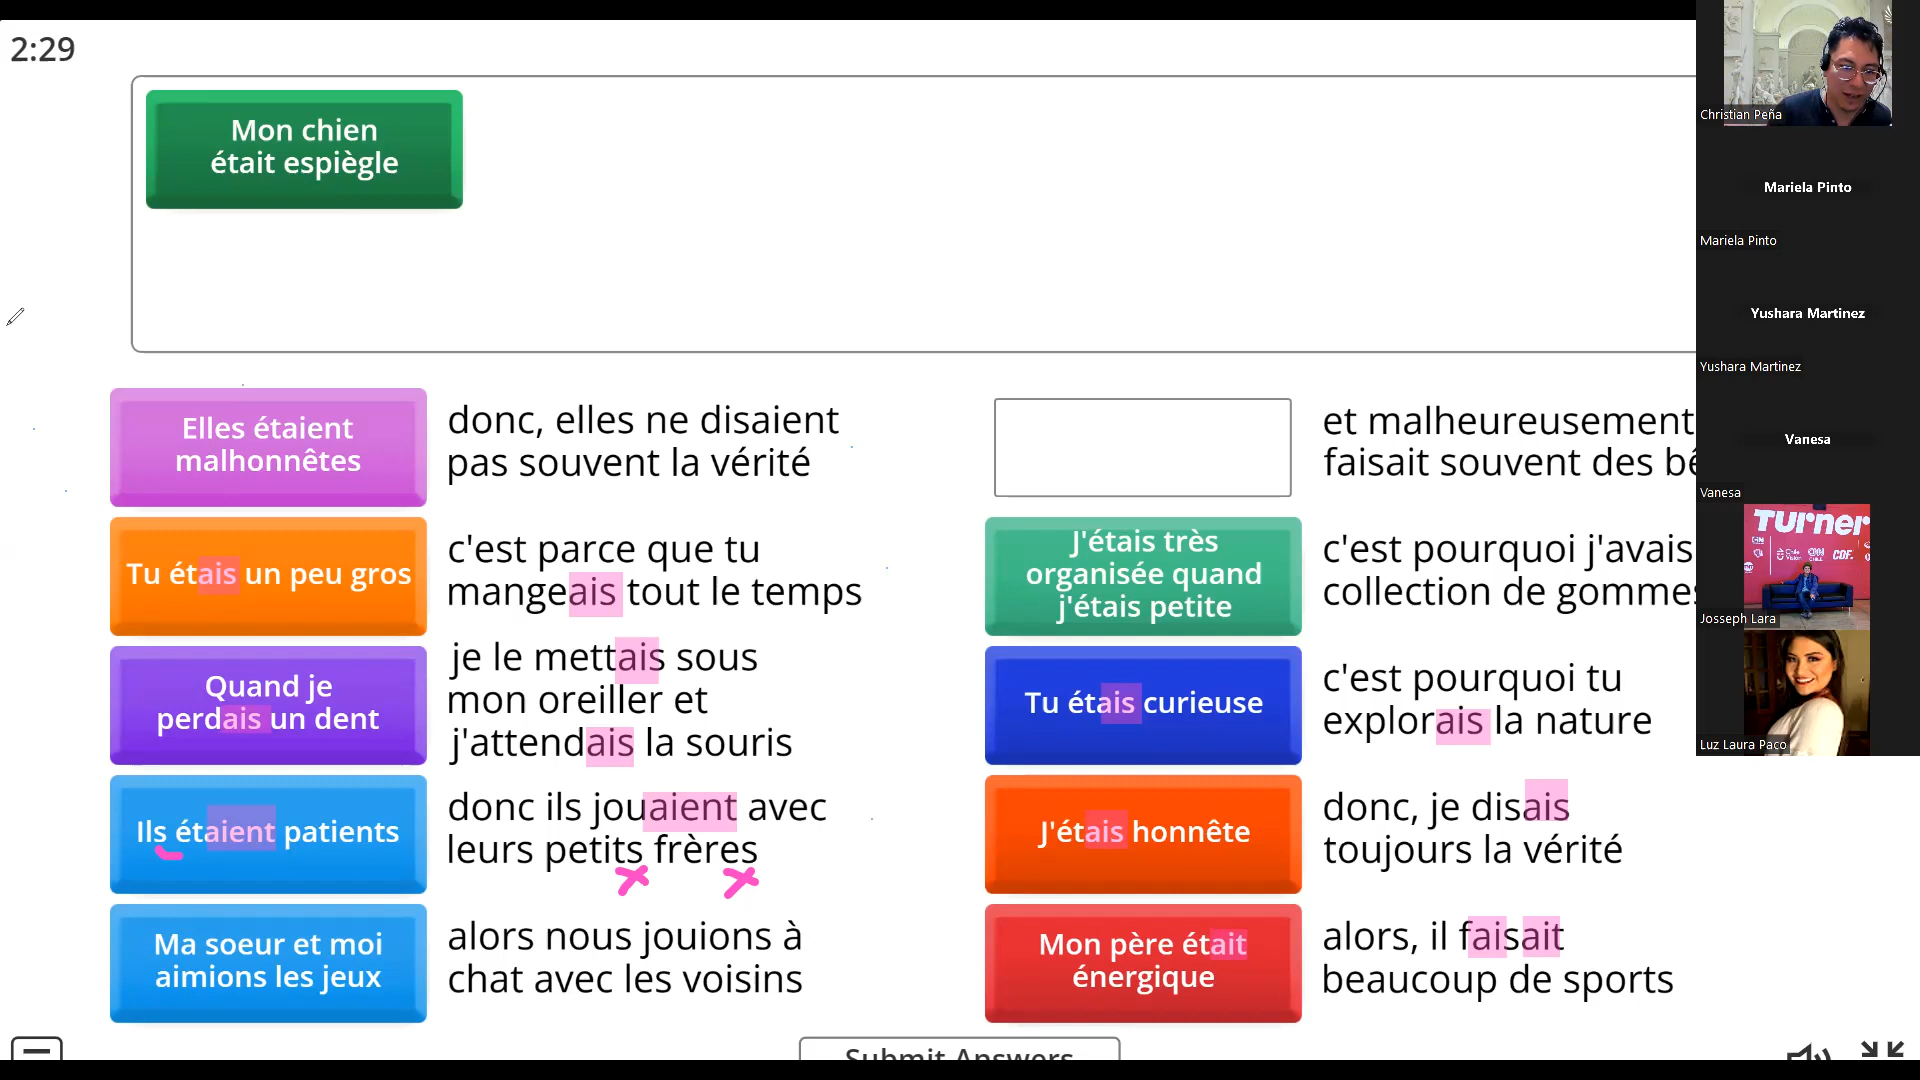 2:29
Mon chien
était espiègle
Elles étaient
malhonnêtes
donc, elles ne disaient
pas souvent la vérité
Tu étais un peu gros
c'est parce que tu
mangeais tout le temps
Quand je
perdais un dent
je le mettais sous
mon oreiller et
j'attendais la souris
Ils étaient patients
donc ils jouaient avec
leurs petits frères
Ma soeur et moi
aimions les jeux
alors nous jouions à
chat avec les voisins
et malheureusement
faisait souvent des bê
J'étais très
organisée quand
j'étais petite
c'est pourquoi j'avais
collection de gommes
Tu étais curieuse
c'est pourquoi tu
explorais la nature
J'étais honnête
donc, je disais
toujours la vérité
Mon père était
énergique
alors, il faisait
beaucoup de sports
Submit Answers
Christian Peña
Mariela Pinto
Mariela Pinto
Yushara Martinez
Yushara Martinez
Vanesa
Vanesa
Turner
CDF.
Josseph Lara
Luz Laura Paco